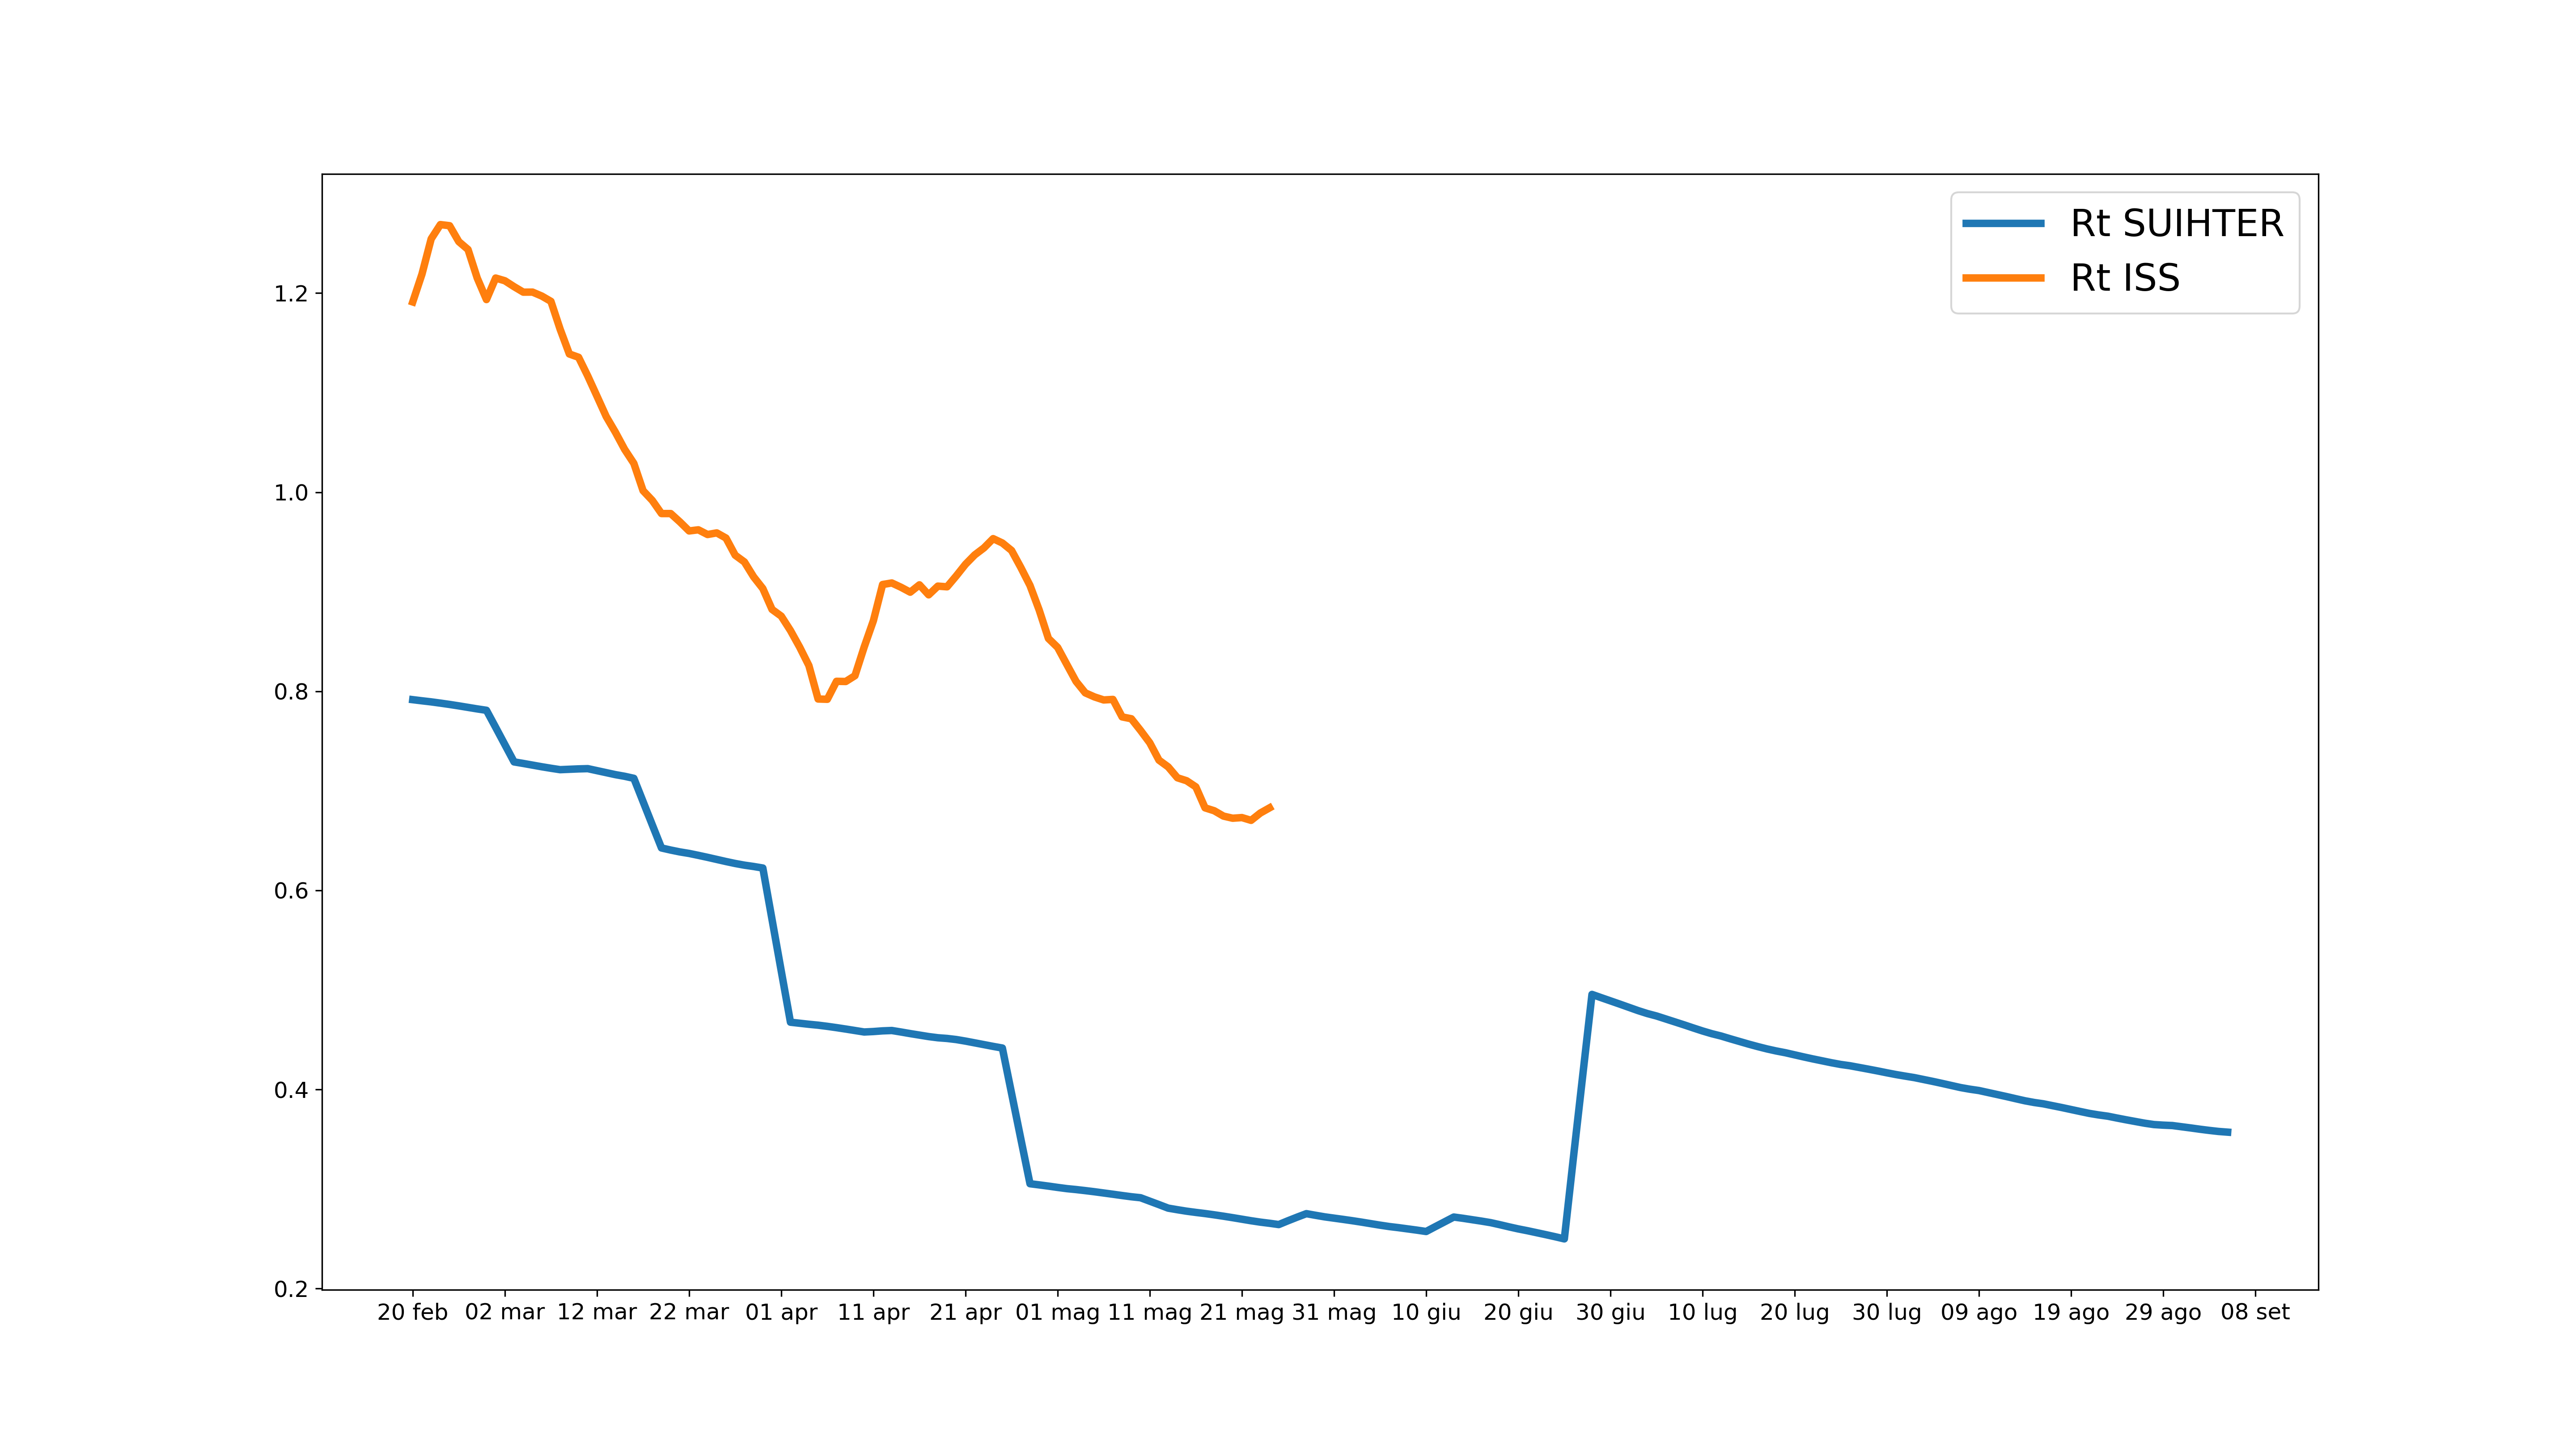 Rt SUIHTER
Rt ISS
1.2
1.0
0.8
0.6
0.4
0.2
20 feb 02 mar 12 mar 22 mar 01 apr 11 apr 21 apr 01 mag 11 mag 21 mag 31 mag 10 giu 20 giu 30 giu 10 lug 20 lug 30 lug 09 ago 19 ago 29 ago 08 set